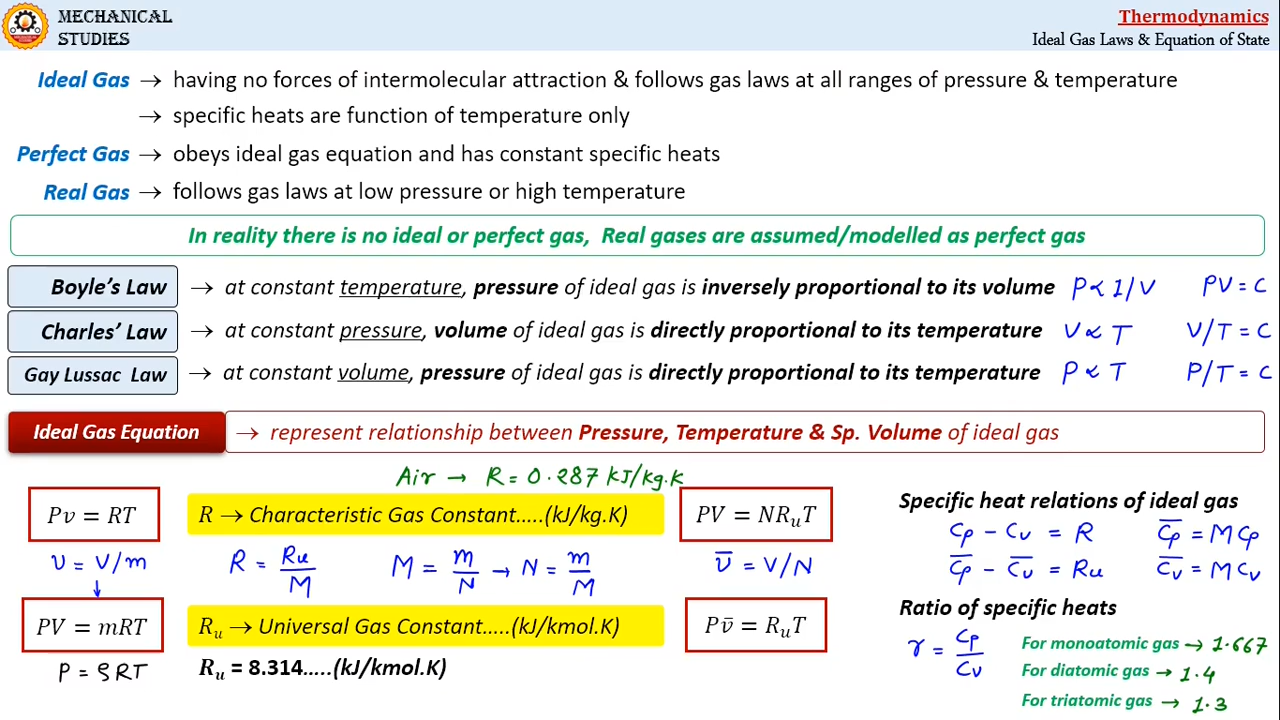 MECHANICAL
STUDIES
Thermodynamics
Ideal Gas Laws & Equation of State
Ideal Gas → having no forces of intermolecular attraction & follows gas laws at all ranges of pressure & temperature
→ specific heats are function of temperature only
Perfect Gas → obeys ideal gas equation and has constant specific heats
Real Gas → follows gas laws at low pressure or high temperature
In reality there is no ideal or perfect gas, Real gases are assumed/modelled as perfect gas
Boyle's Law → at constant temperature, pressure of ideal gas is inversely proportional to its volume P ∝ 1/V PV = C
Charles' Law → at constant pressure, volume of ideal gas is directly proportional to its temperature V ∝ T V/T = C
Gay Lussac Law → at constant volume, pressure of ideal gas is directly proportional to its temperature P ∝ T P/T = C
Ideal Gas Equation → represent relationship between Pressure, Temperature & Sp. Volume of ideal gas
Air → R = 0.287 kJ/kg.K
Pv = RT
R → Characteristic Gas Constant.....(kJ/kg.K)
PV = NRᵤT
υ = V/m
↓
R = Ru/M
M = m/N → N = m/M
ῡ = V/N
PV = mRT
Rᵤ → Universal Gas Constant.....(kJ/kmol.K)
Pv̄ = RᵤT
P = ρRT
Rᵤ = 8.314.....(kJ/kmol.K)
Specific heat relations of ideal gas
Cp − Cv = R C̅p̅ = M Cp
C̅p̅ − C̅v̅ = Ru C̅v̅ = M Cv
Ratio of specific heats
γ = Cp/Cv
For monoatomic gas → 1.667
For diatomic gas → 1.4
For triatomic gas → 1.3